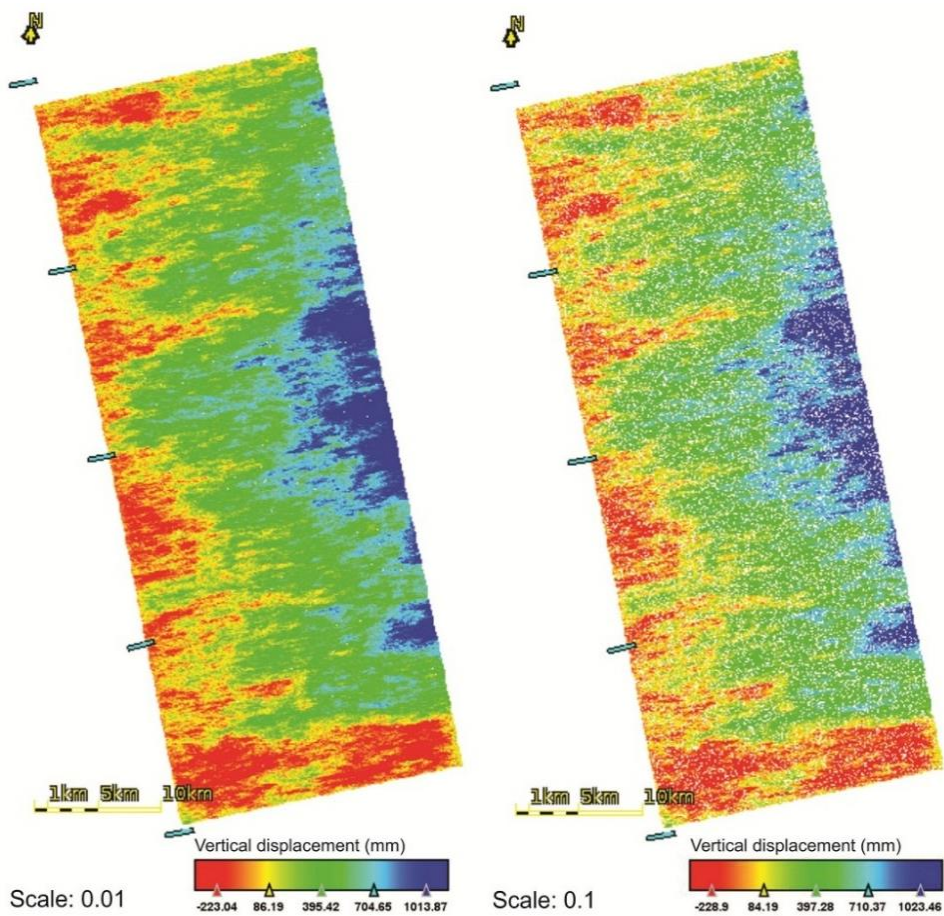 N
N
1km 5km 10km
1km 5km 10km
Vertical displacement (mm)
-223.04 86.19 395.42 704.65 1013.87
Scale: 0.01
Vertical displacement (mm)
-228.9 84.19 397.28 710.37 1023.46
Scale: 0.1